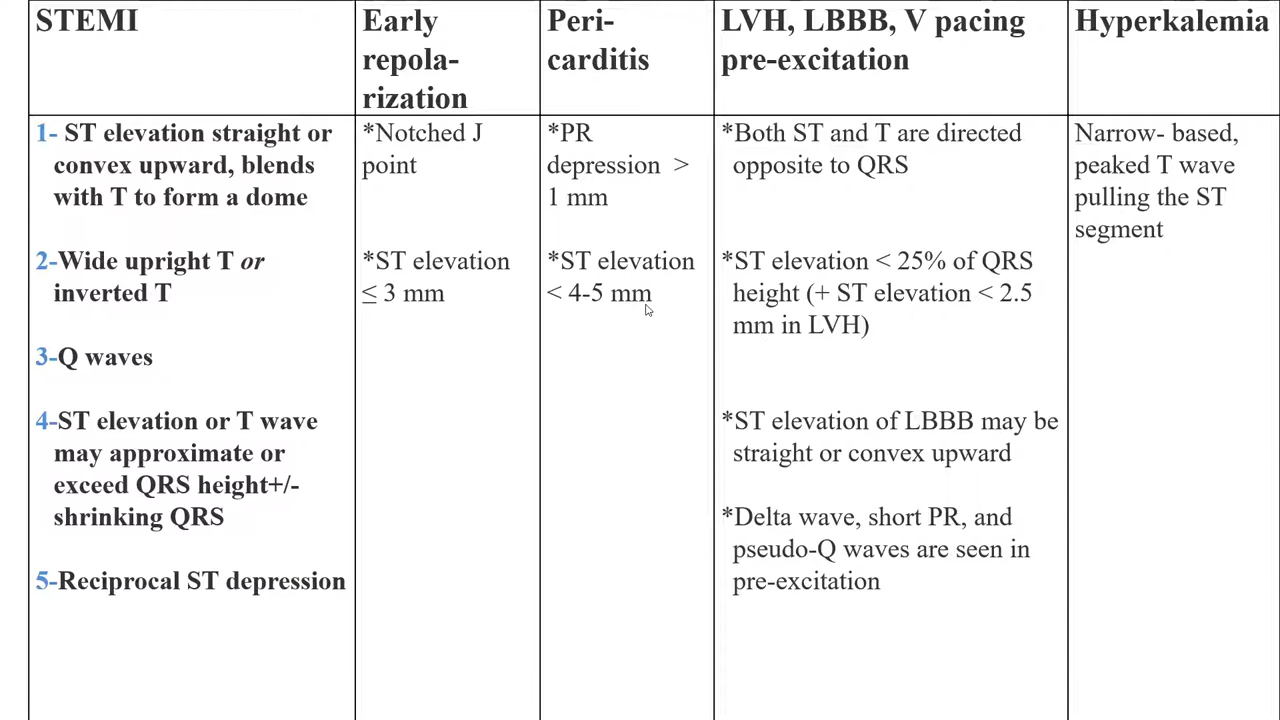 STEMI
1- ST elevation straight or
convex upward, blends
with T to form a dome
2-Wide upright T or
inverted T
3-Q waves
4-ST elevation or T wave
may approximate or
exceed QRS height+/-
shrinking QRS
5-Reciprocal ST depression
Early
repola-
rization
*Notched J
point
*ST elevation
≤ 3 mm
Peri-
carditis
*PR
depression >
1 mm
*ST elevation
< 4-5 mm
LVH, LBBB, V pacing
pre-excitation
*Both ST and T are directed
opposite to QRS
*ST elevation < 25% of QRS
height (+ ST elevation < 2.5
mm in LVH)
*ST elevation of LBBB may be
straight or convex upward
*Delta wave, short PR, and
pseudo-Q waves are seen in
pre-excitation
Hyperkalemia
Narrow- based,
peaked T wave
pulling the ST
segment